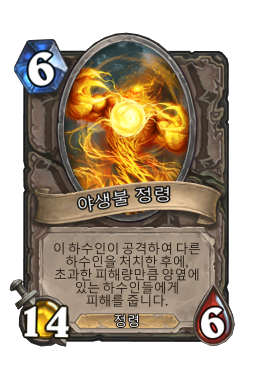 6
야생불 정령
이 하수인이 공격하여 다른
하수인을 처치한 후에,
초과한 피해량만큼 양옆에
있는 하수인들에게
피해를 줍니다.
정령
14
6